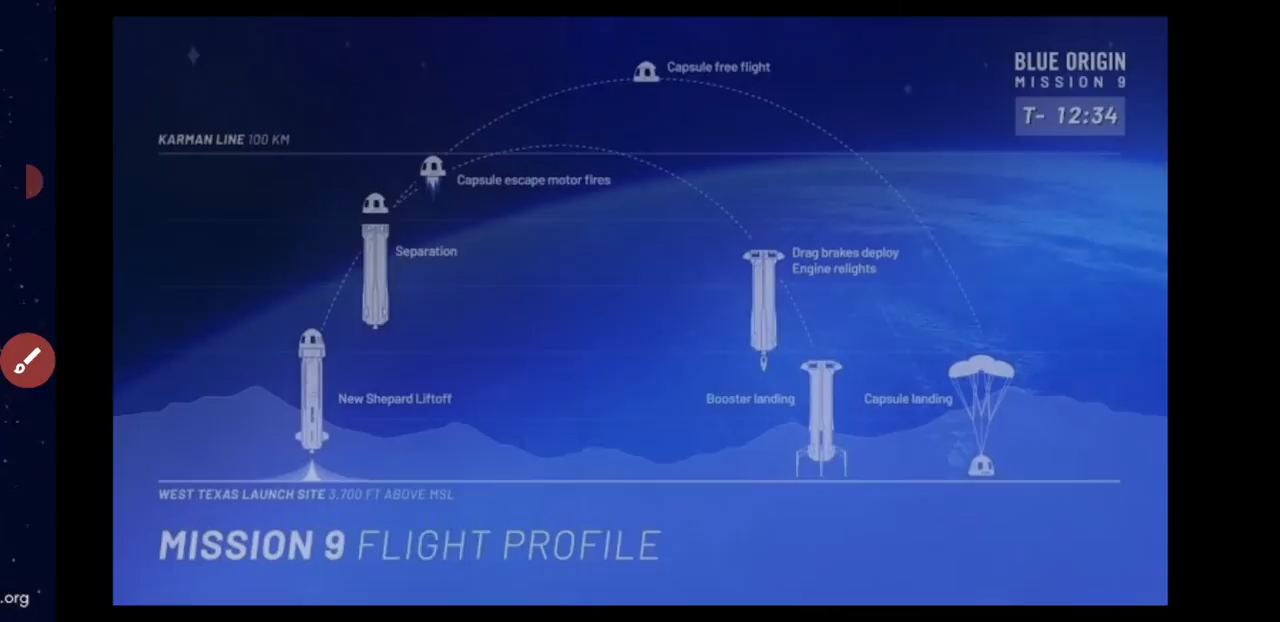 BLUE ORIGIN
MISSION 9
T- 12:34
Capsule free flight
KARMAN LINE 100 KM
Capsule escape motor fires
Separation
Drag brakes deploy
Engine relights
New Shepard Liftoff
Booster landing
Capsule landing
WEST TEXAS LAUNCH SITE 3,700 FT ABOVE MSL
MISSION 9 FLIGHT PROFILE
.org